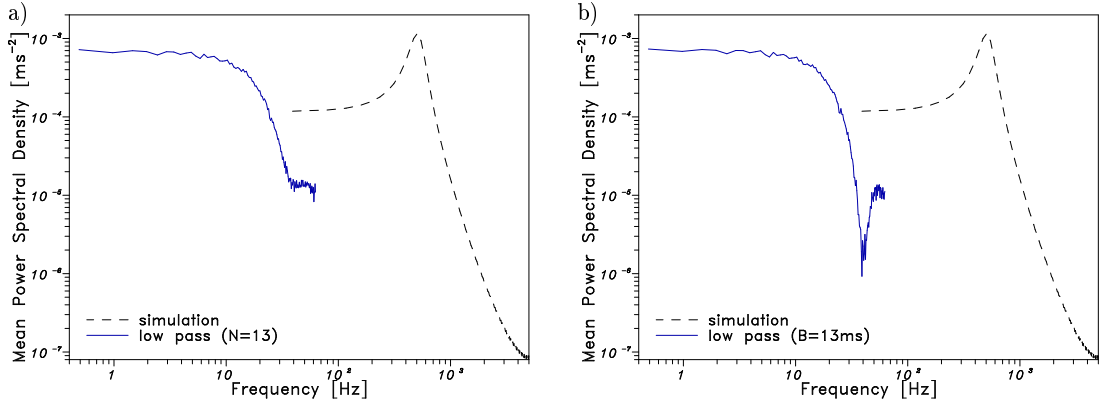 a)
Mean Power Spectral Density [ms⁻²]
10⁻³
10⁻⁴
10⁻⁵
10⁻⁶
10⁻⁷
simulation
low pass (N=13)
1 10 10² 10³
Frequency [Hz]
b)
Mean Power Spectral Density [ms⁻²]
10⁻³
10⁻⁴
10⁻⁵
10⁻⁶
10⁻⁷
simulation
low pass (B=13ms)
1 10 10² 10³
Frequency [Hz]